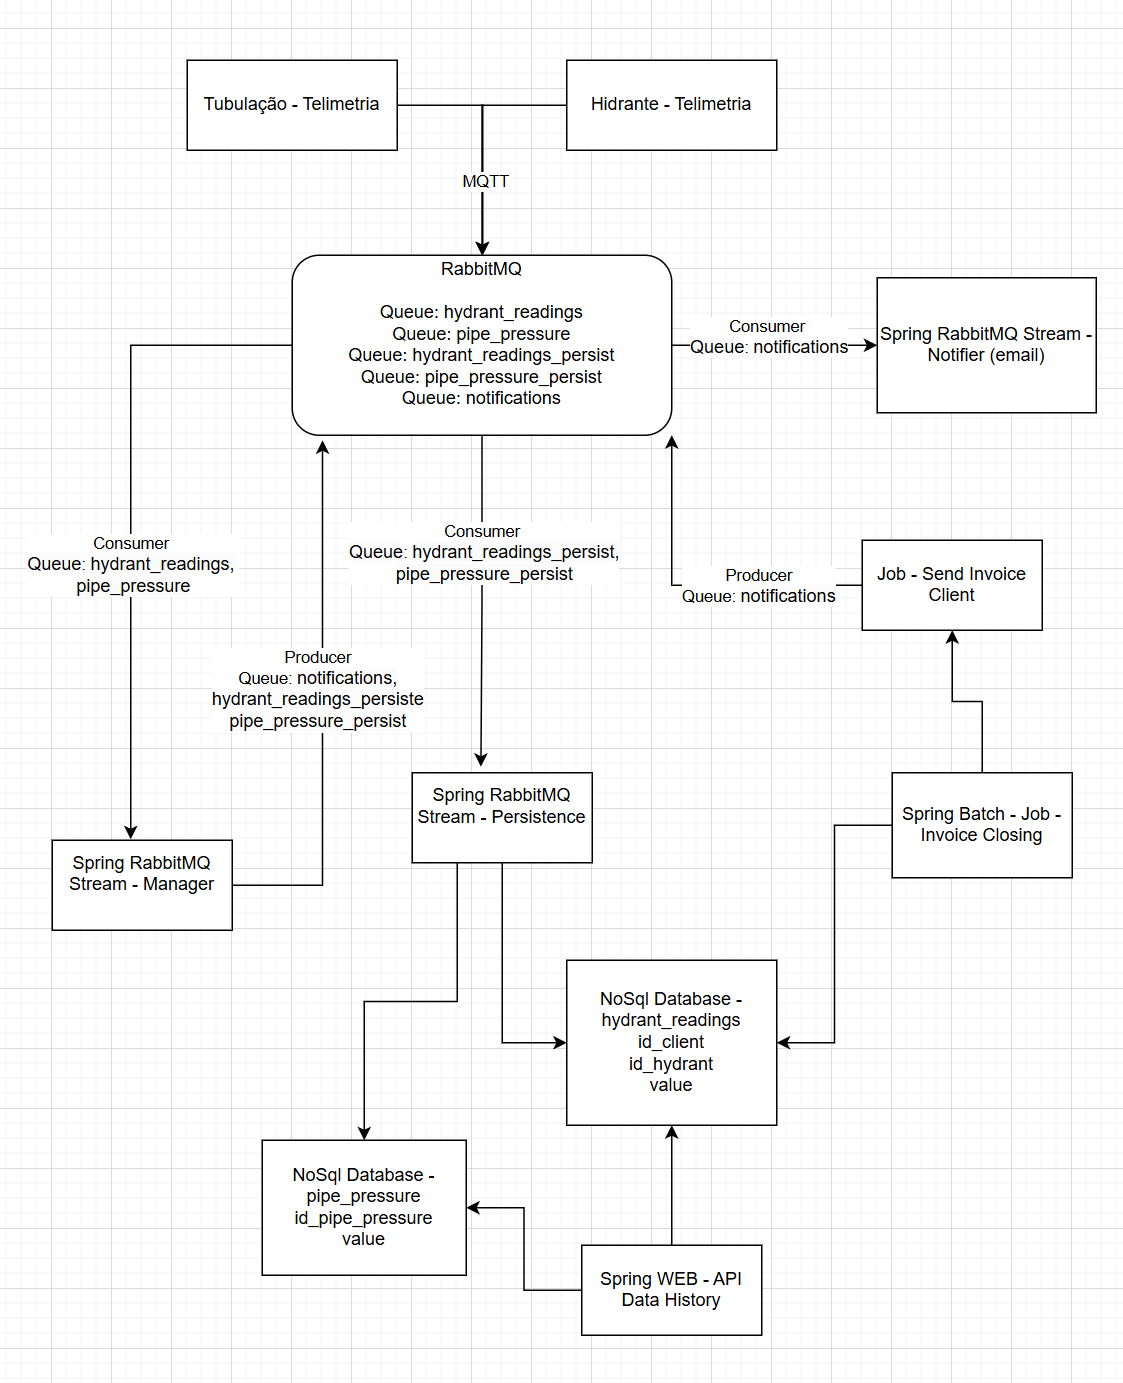 Tubulação - Telimetria
Hidrante - Telimetria
MQTT
RabbitMQ
Queue: hydrant_readings
Queue: pipe_pressure
Queue: hydrant_readings_persist
Queue: pipe_pressure_persist
Queue: notifications
Consumer
Queue: notifications
Spring RabbitMQ Stream -
Notifier (email)
Consumer
Queue: hydrant_readings,
pipe_pressure
Consumer
Queue: hydrant_readings_persist,
pipe_pressure_persist
Producer
Queue: notifications
Job - Send Invoice
Client
Producer
Queue: notifications,
hydrant_readings_persiste
pipe_pressure_persist
Spring RabbitMQ
Stream - Persistence
Spring Batch - Job -
Invoice Closing
Spring RabbitMQ
Stream - Manager
NoSql Database -
hydrant_readings
id_client
id_hydrant
value
NoSql Database -
pipe_pressure
id_pipe_pressure
value
Spring WEB - API
Data History